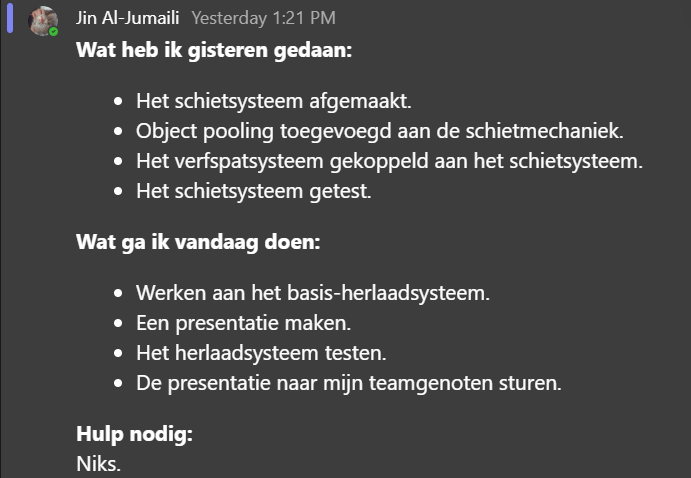 Jin Al-Jumaili Yesterday 1:21 PM
Wat heb ik gisteren gedaan:
• Het schietsysteem afgemaakt.
• Object pooling toegevoegd aan de schietmechaniek.
• Het verfspatsysteem gekoppeld aan het schietsysteem.
• Het schietsysteem getest.
Wat ga ik vandaag doen:
• Werken aan het basis-herlaadsysteem.
• Een presentatie maken.
• Het herlaadsysteem testen.
• De presentatie naar mijn teamgenoten sturen.
Hulp nodig:
Niks.